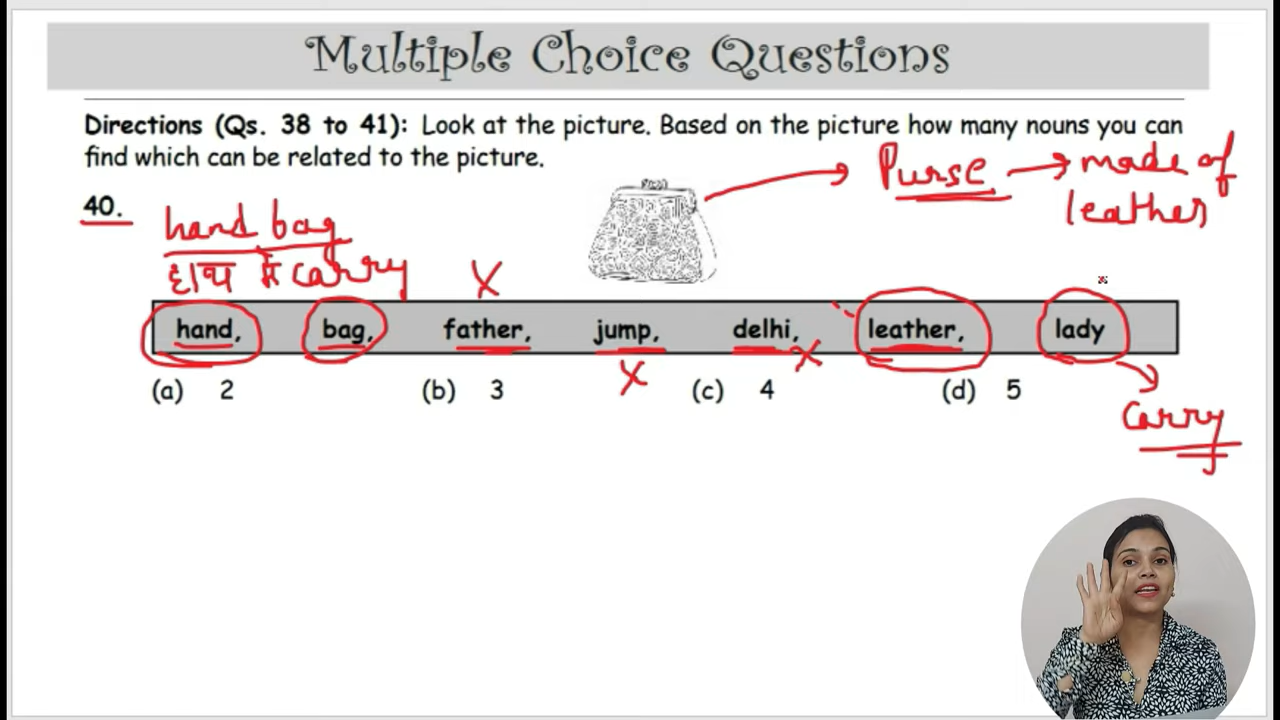 Multiple Choice Questions
Directions (Qs. 38 to 41): Look at the picture. Based on the picture how many nouns you can
find which can be related to the picture.
Purse → made of
leather
40.
hand bag
हाथ में carry
X
hand, bag, father, jump, delhi, leather, lady
X X
(a) 2 (b) 3 (c) 4 (d) 5
carry